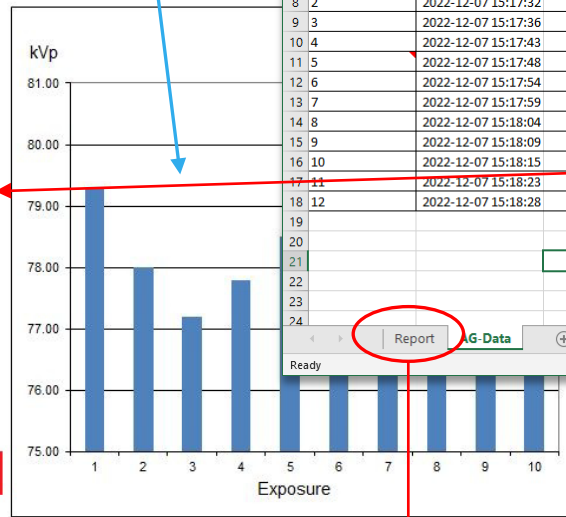 kVp
81.00
80.00
79.00
78.00
77.00
76.00
75.00
1 2 3 4 5 6 7 8 9 10
Exposure
8 2 2022-12-07 15:17:32
9 3 2022-12-07 15:17:36
10 4 2022-12-07 15:17:43
11 5 2022-12-07 15:17:48
12 6 2022-12-07 15:17:54
13 7 2022-12-07 15:17:59
14 8 2022-12-07 15:18:04
15 9 2022-12-07 15:18:09
16 10 2022-12-07 15:18:15
17 11 2022-12-07 15:18:23
18 12 2022-12-07 15:18:28
19
20
21
22
23
24
Report AG-Data
Ready